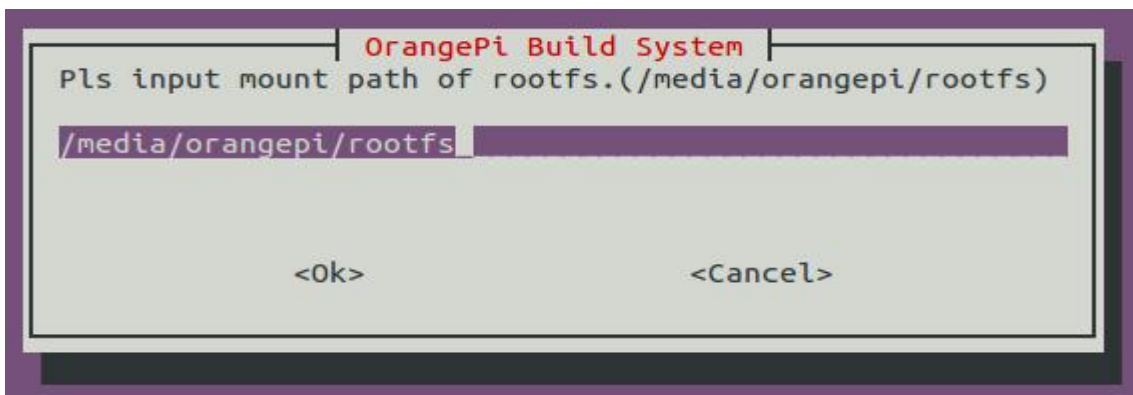 OrangePi Build System
Pls input mount path of rootfs.(/media/orangepi/rootfs)
/media/orangepi/rootfs_
<Ok> <Cancel>